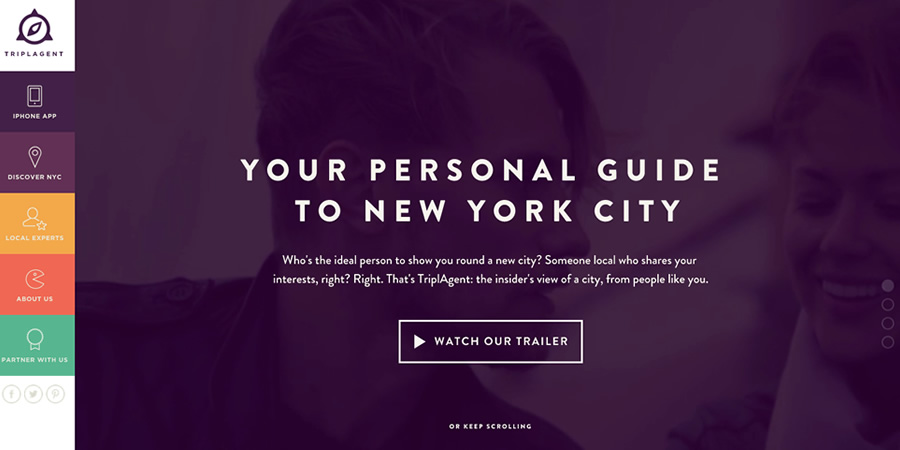 TRIPLAGENT
IPHONE APP
DISCOVER NYC
LOCAL EXPERTS
ABOUT US
PARTNER WITH US
YOUR PERSONAL GUIDE
TO NEW YORK CITY
Who's the ideal person to show you round a new city? Someone local who shares your
interests, right? Right. That's TriplAgent: the insider's view of a city, from people like you.
WATCH OUR TRAILER
OR KEEP SCROLLING